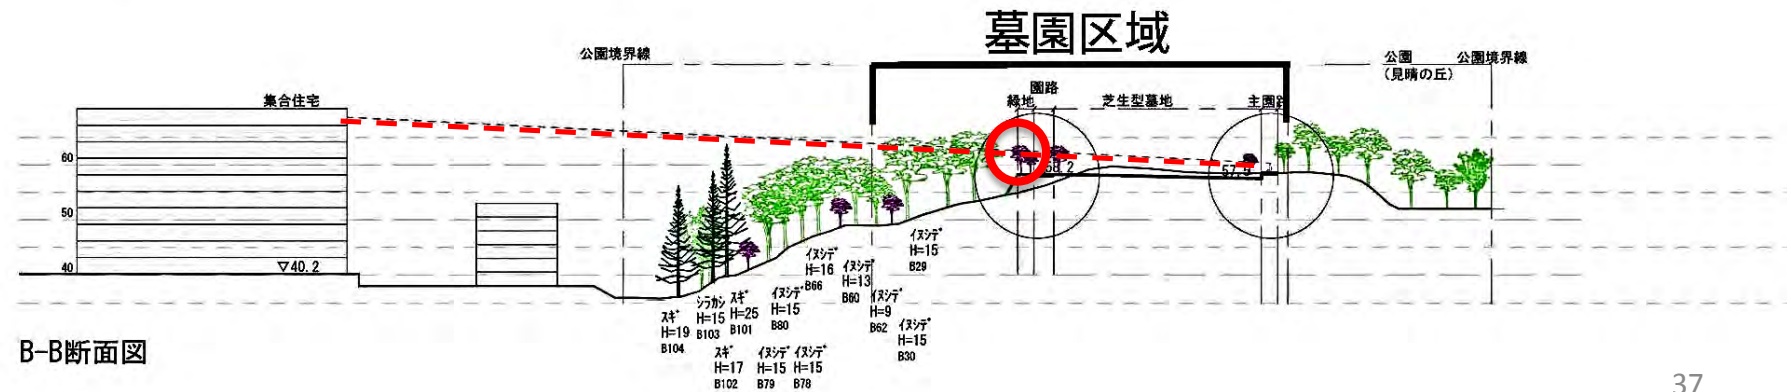 墓園区域
公園境界線
公園
(見晴の丘)
公園境界線
集合住宅
園路
緑地
芝生型墓地
主園路
60
50
40
▽40.2
58.2
57.9
ｽｷﾞ
H=19
B104
ｼﾗｶｼ
H=15
B103
ｽｷﾞ
H=17
B102
ｽｷﾞ
H=25
B101
ｲﾇｼﾃﾞ
H=15
B80
ｲﾇｼﾃﾞ
H=15
B79
ｲﾇｼﾃﾞ
H=15
B78
ｲﾇｼﾃﾞ
H=16
B66
ｲﾇｼﾃﾞ
H=13
B60
ｲﾇｼﾃﾞ
H=9
B62
ｲﾇｼﾃﾞ
H=15
B30
ｲﾇｼﾃﾞ
H=15
B29
B-B断面図
37